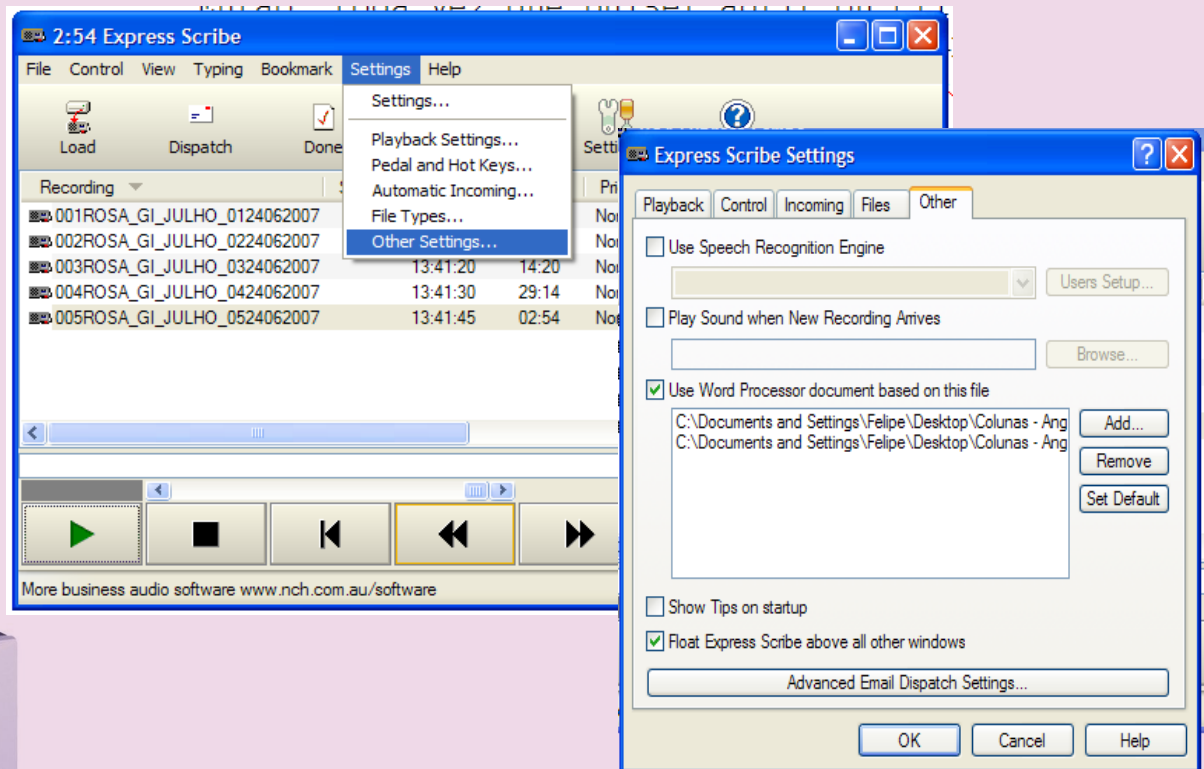 2:54 Express Scribe
File Control View Typing Bookmark Settings Help
Load Dispatch Done
Settings...
Playback Settings...
Pedal and Hot Keys...
Automatic Incoming...
File Types...
Other Settings...
Recording
001ROSA_GI_JULHO_0124062007
002ROSA_GI_JULHO_0224062007
003ROSA_GI_JULHO_0324062007 13:41:20 14:20
004ROSA_GI_JULHO_0424062007 13:41:30 29:14
005ROSA_GI_JULHO_0524062007 13:41:45 02:54
More business audio software www.nch.com.au/software
Express Scribe Settings
Playback Control Incoming Files Other
Use Speech Recognition Engine
Users Setup...
Play Sound when New Recording Arrives
Browse...
Use Word Processor document based on this file
C:\Documents and Settings\Felipe\Desktop\Colunas - Ang
C:\Documents and Settings\Felipe\Desktop\Colunas - Ang
Add...
Remove
Set Default
Show Tips on startup
Float Express Scribe above all other windows
Advanced Email Dispatch Settings...
OK Cancel Help